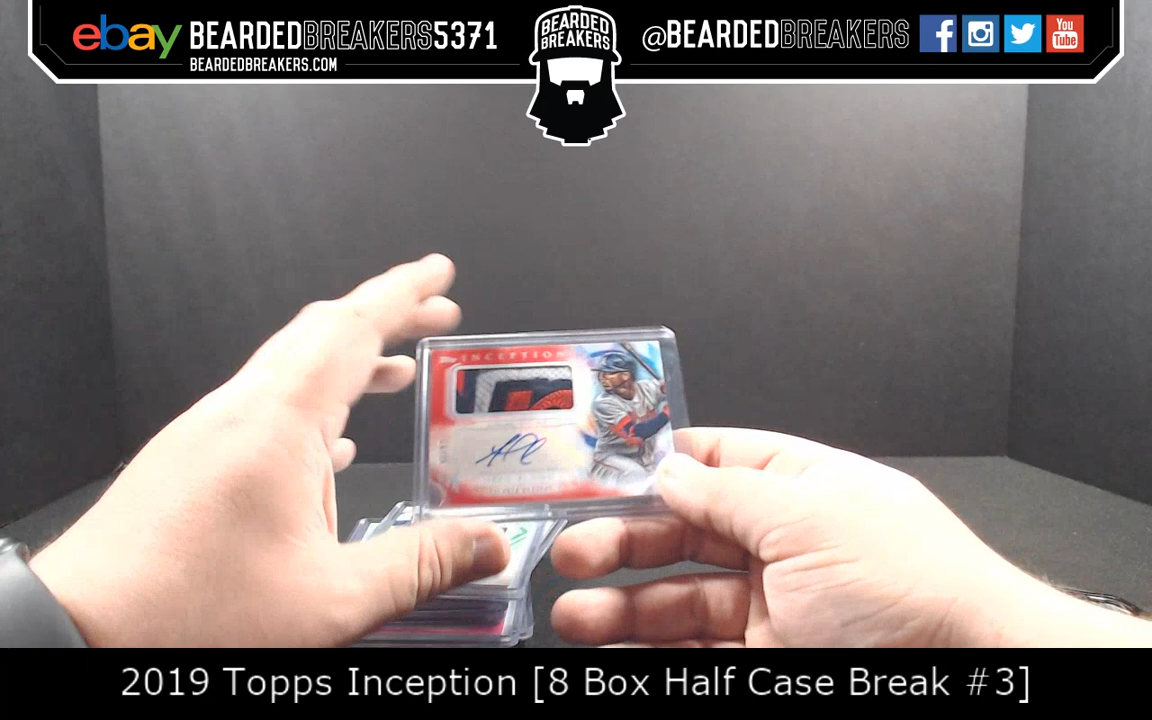 ebay BEARDEDBREAKERS5371
BEARDEDBREAKERS.COM
BEARDED
BREAKERS
@BEARDEDBREAKERS
You
Tube
INCEPTION
2019 Topps Inception [8 Box Half Case Break #3]